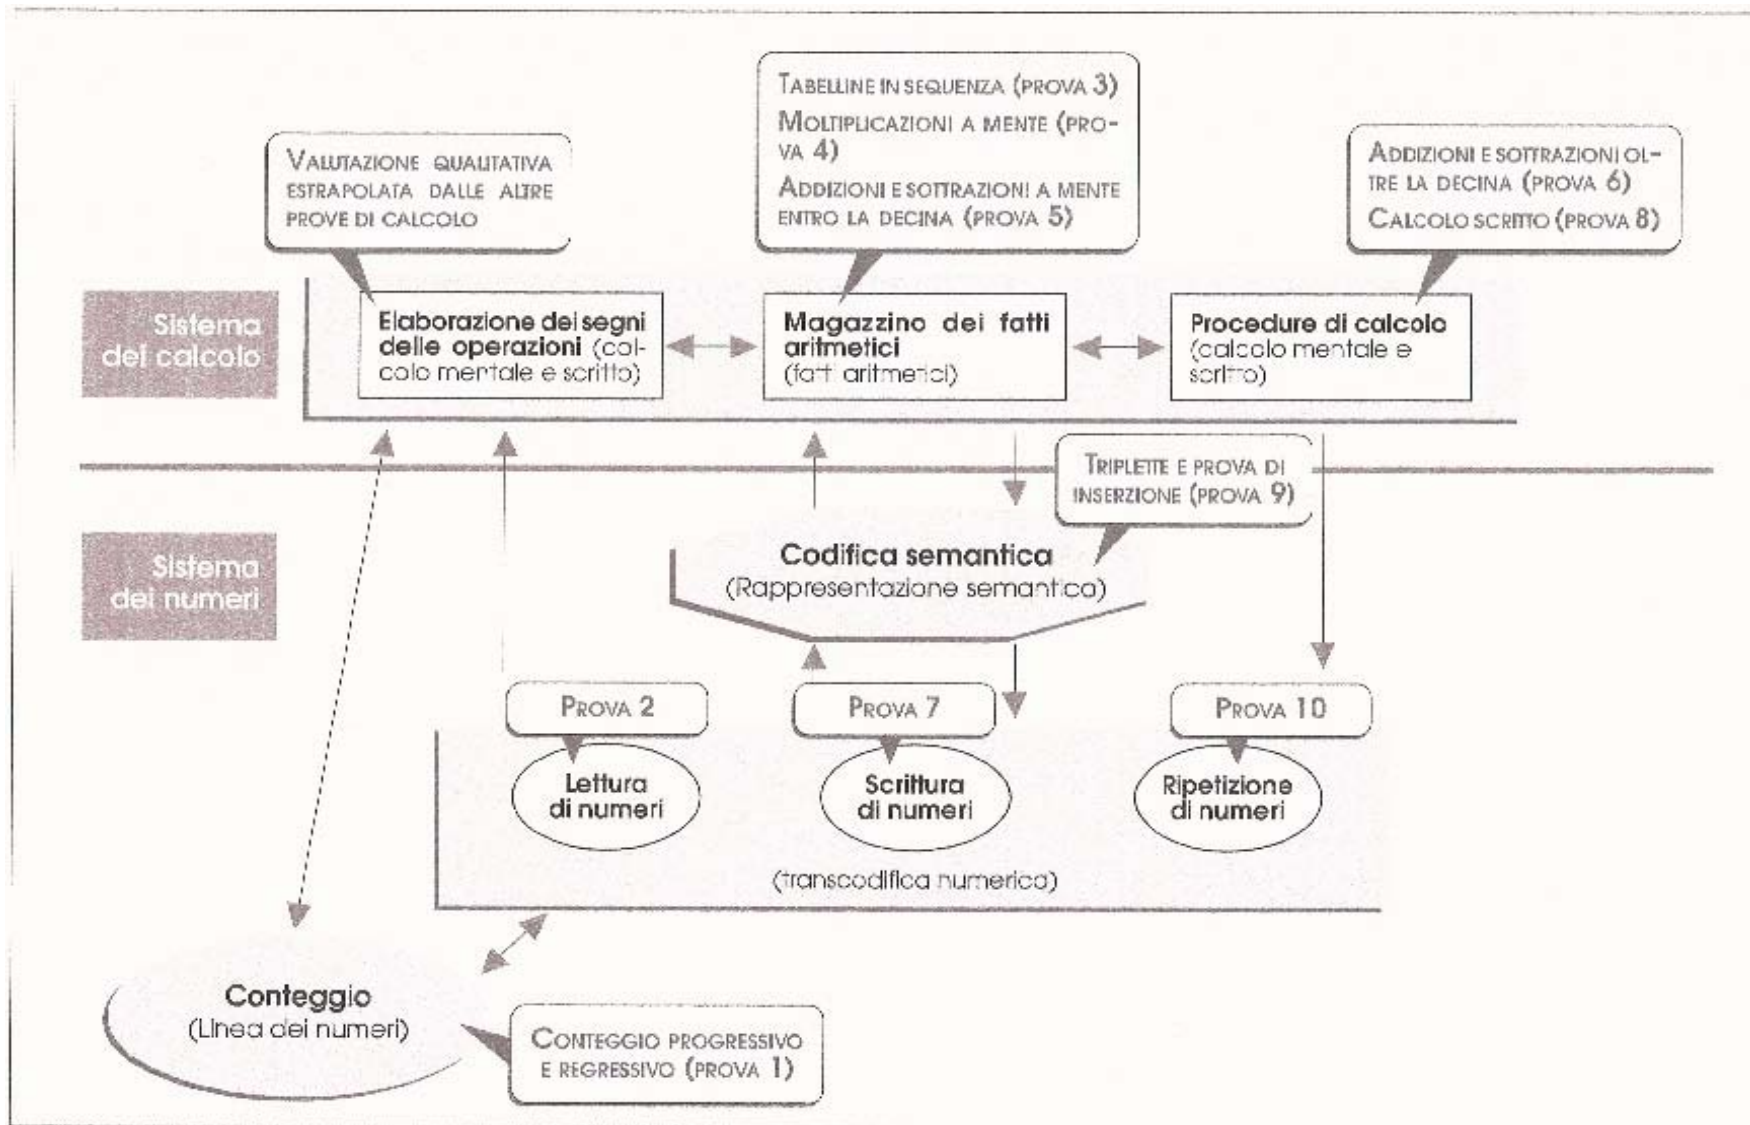 TABELLINE IN SEQUENZA (PROVA 3)
MOLTIPLICAZIONI A MENTE (PRO-
VA 4)
ADDIZIONI E SOTTRAZIONI A MENTE
ENTRO LA DECINA (PROVA 5)
VALUTAZIONE QUALITATIVA
ESTRAPOLATA DALLE ALTRE
PROVE DI CALCOLO
ADDIZIONI E SOTTRAZIONI OL-
TRE LA DECINA (PROVA 6)
CALCOLO SCRITTO (PROVA 8)
Sistema
del calcolo
Elaborazione dei segni
delle operazioni (cal-
colo mentale e scritto)
Magazzino dei fatti
aritmetici
(fatti aritmetici)
Procedure di calcolo
(calcolo mentale e
scritto)
TRIPLETTE E PROVA DI
INSERZIONE (PROVA 9)
Sistema
dei numeri
Codifica semantica
(Rappresentazione semantica)
PROVA 2
PROVA 7
PROVA 10
Lettura
di numeri
Scrittura
di numeri
Ripetizione
di numeri
(transcodifica numerica)
Conteggio
(Linea dei numeri)
CONTEGGIO PROGRESSIVO
E REGRESSIVO (PROVA 1)